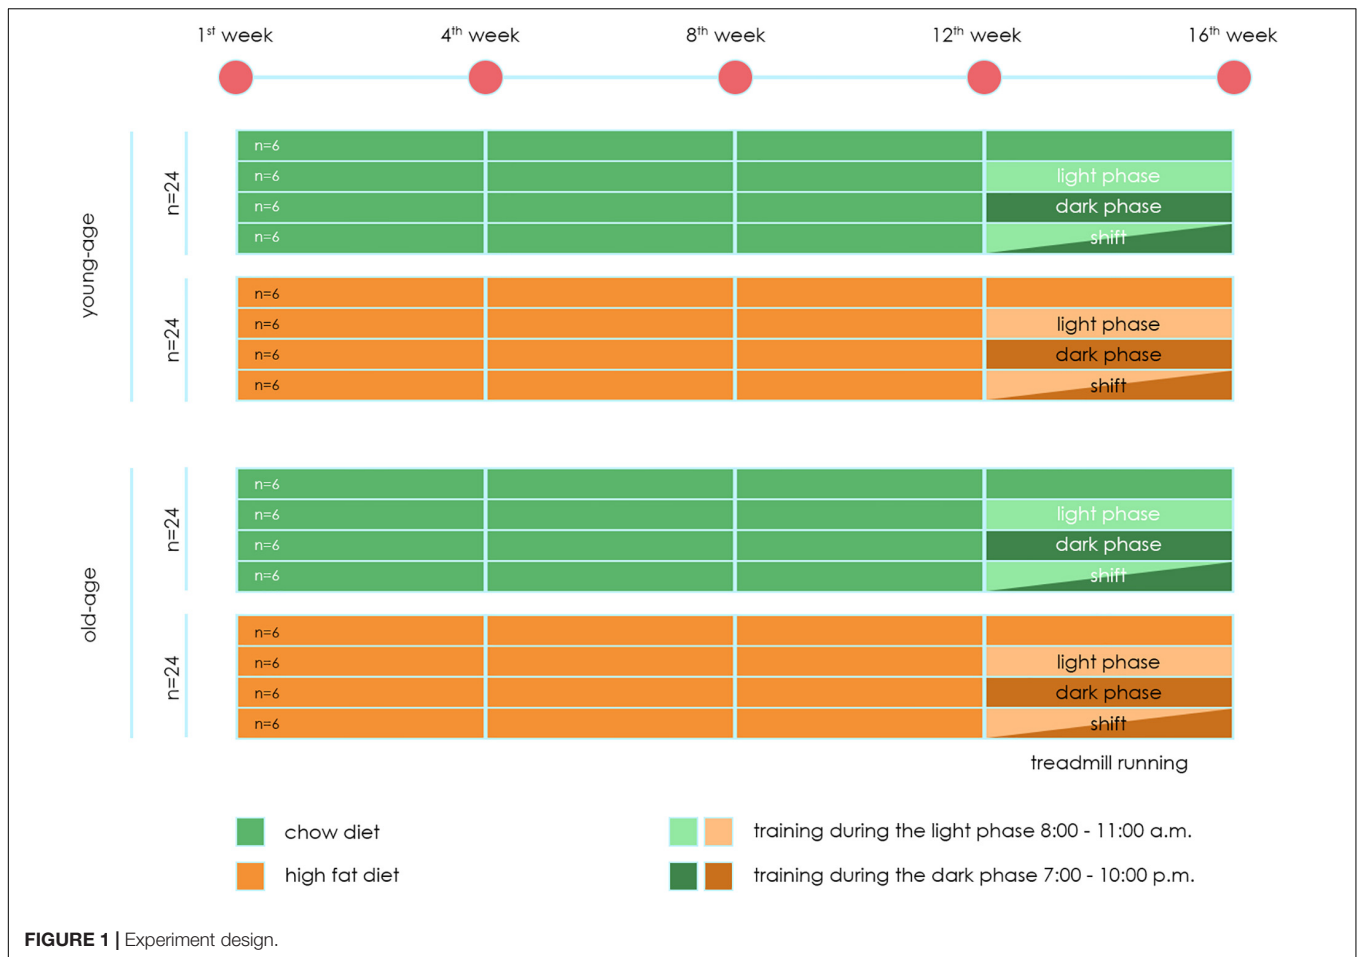 1st week 4th week 8th week 12th week 16th week
young-age
n=24
n=6
n=6 light phase
n=6 dark phase
n=6 shift
n=24
n=6
n=6 light phase
n=6 dark phase
n=6 shift
old-age
n=24
n=6
n=6 light phase
n=6 dark phase
n=6 shift
n=24
n=6
n=6 light phase
n=6 dark phase
n=6 shift
treadmill running
chow diet training during the light phase 8:00 - 11:00 a.m.
high fat diet training during the dark phase 7:00 - 10:00 p.m.
FIGURE 1 | Experiment design.